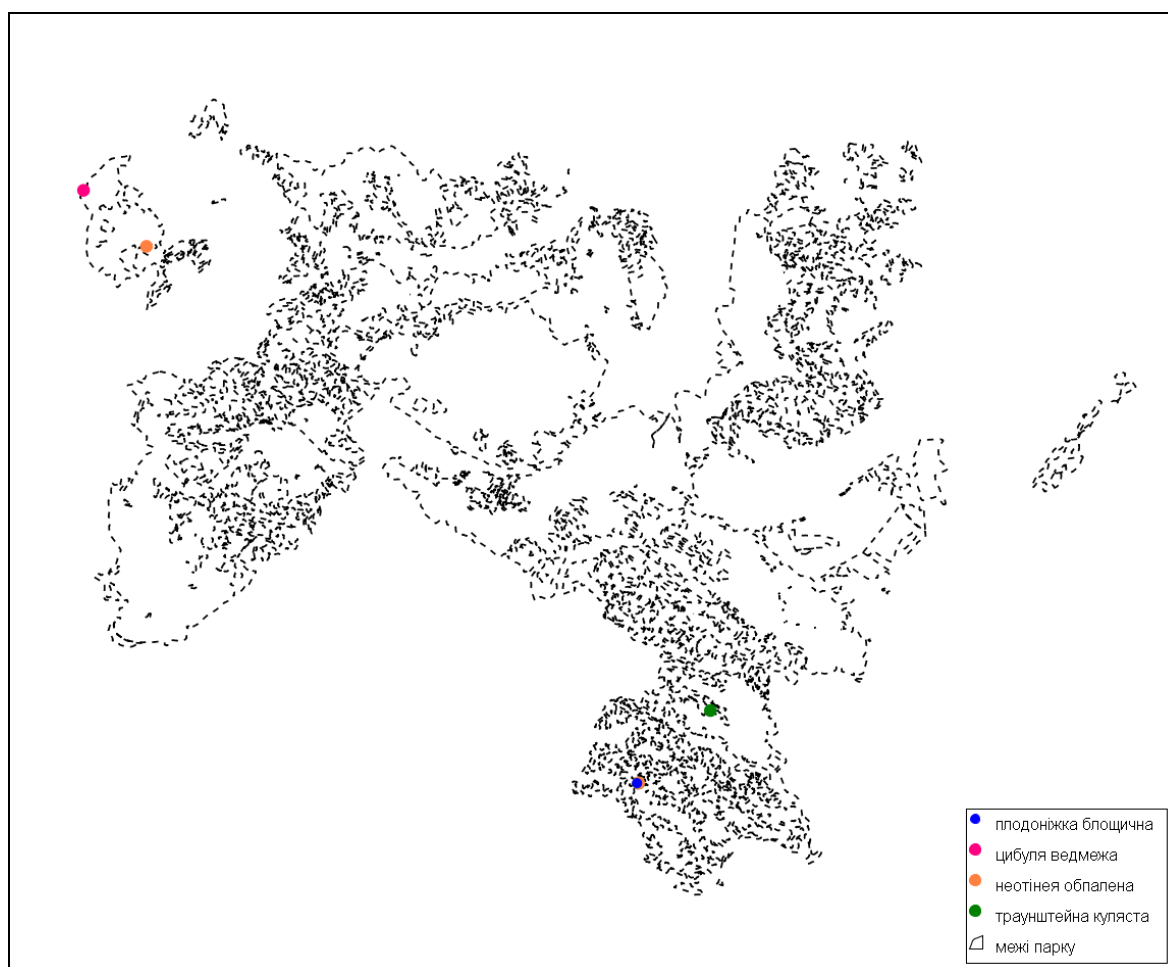 плодоніжка блощична
цибуля ведмежа
неотінея обпалена
траунштейна куляста
межі парку